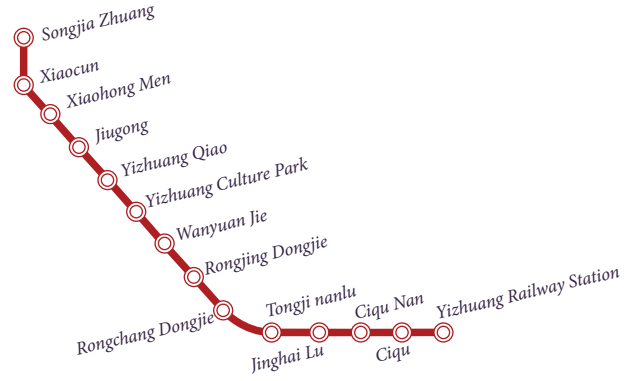 Songjia Zhuang
Xiaocun
Xiaohong Men
Jiugong
Yizhuang Qiao
Yizhuang Culture Park
Wanyuan Jie
Rongjing Dongjie
Rongchang Dongjie
Tongji nanlu
Jinghai Lu
Ciqu Nan
Ciqu
Yizhuang Railway Station